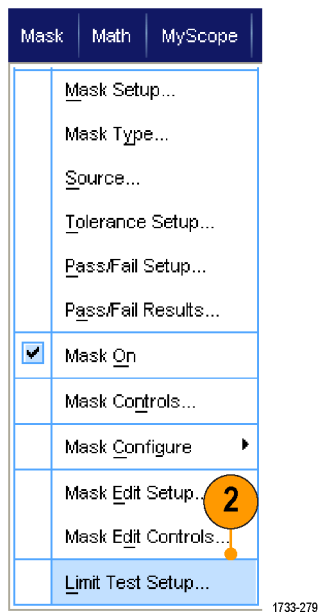 Mask Math MyScope
Mask Setup...
Mask Type...
Source...
Tolerance Setup...
Pass/Fail Setup...
Pass/Fail Results...
Mask On
Mask Controls...
Mask Configure
Mask Edit Setup..
2
Mask Edit Controls...
Limit Test Setup...
1733-279